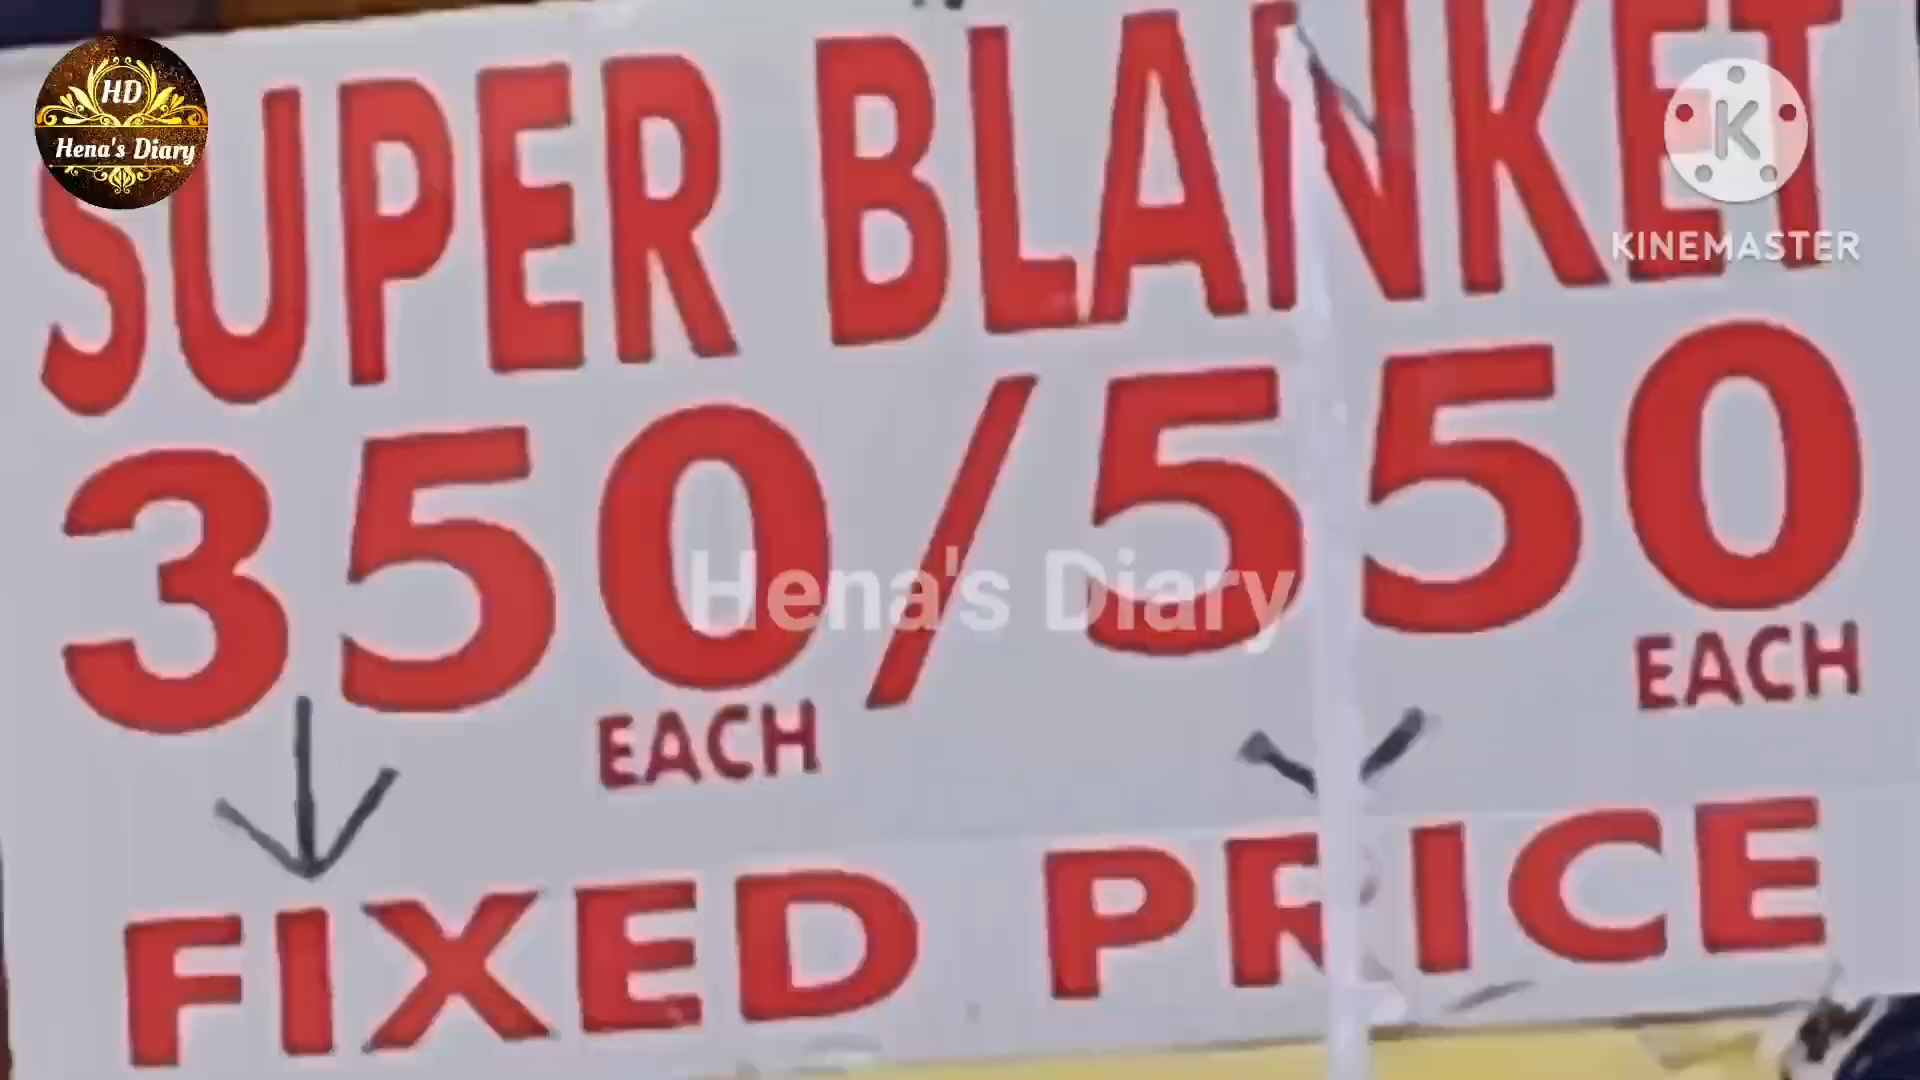 HD
Hena's Diary
SUPER BLANKET
KINEMASTER
350/550
Hena's Diary
EACH
EACH
FIXED PRICE